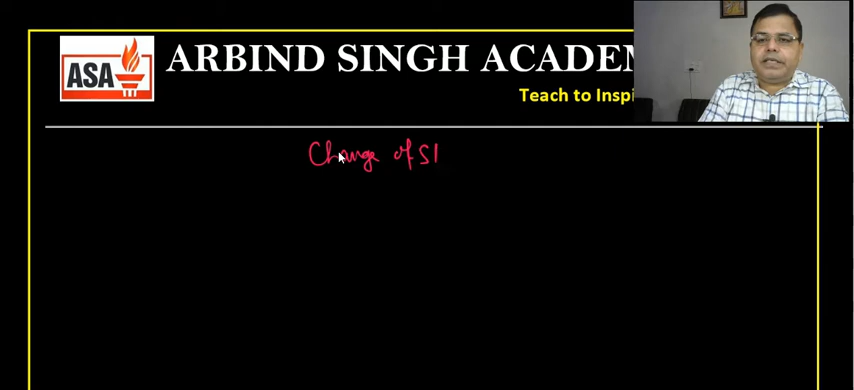 ASA
ARBIND SINGH ACADEM
Teach to Inspi
Change of SI